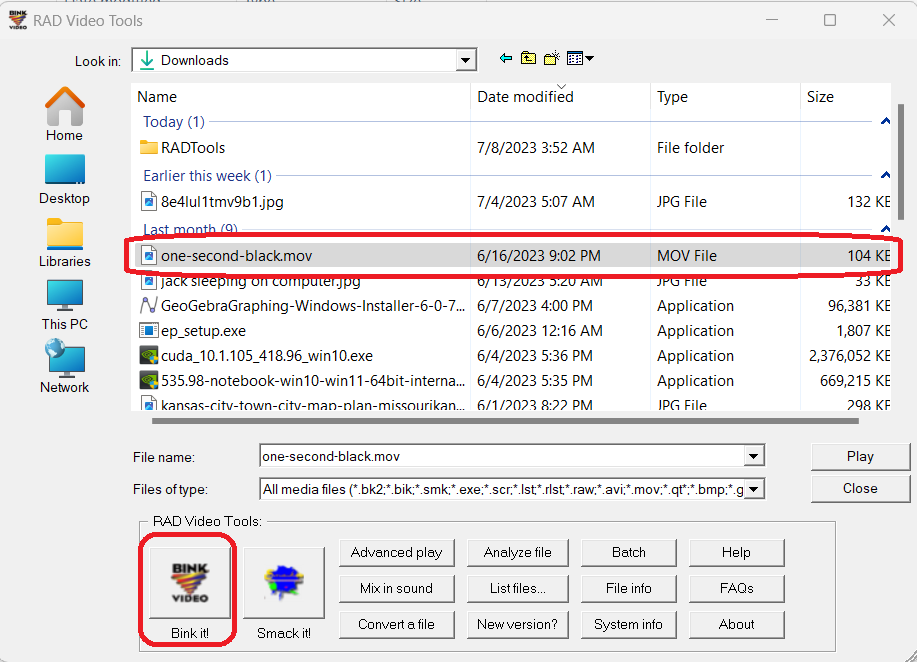 RAD Video Tools
Look in: Downloads
Name Date modified Type Size
Today (1)
RADTools 7/8/2023 3:52 AM File folder
Earlier this week (1)
8e4lul1tmv9b1.jpg 7/4/2023 5:07 AM JPG File 132 KB
Last month (9)
one-second-black.mov 6/16/2023 9:02 PM MOV File 104 KB
jack sleeping on computer.jpg 6/13/2023 5:20 AM JPG File 33 KB
GeoGebraGraphing-Windows-Installer-6-0-7... 6/7/2023 4:00 PM Application 96,381 KB
ep_setup.exe 6/6/2023 12:16 AM Application 1,807 KB
cuda_10.1.105_418.96_win10.exe 6/4/2023 5:36 PM Application 2,376,052 KB
535.98-notebook-win10-win11-64bit-interna... 6/4/2023 5:35 PM Application 669,215 KB
kansas-city-town-city-map-plan-missourikan... 6/1/2023 8:22 PM JPG File 298 KB
Home
Desktop
Libraries
This PC
Network
File name: one-second-black.mov Play
Files of type: All media files (*.bk2;*.bik;*.smk;*.exe;*.scr;*.lst;*.rlst;*.raw;*.avi;*.mov;*.qt*;*.bmp;*.g Close
RAD Video Tools:
BINK VIDEO
Bink it!
Smack it!
Advanced play Analyze file Batch Help
Mix in sound List files... File info FAQs
Convert a file New version? System info About